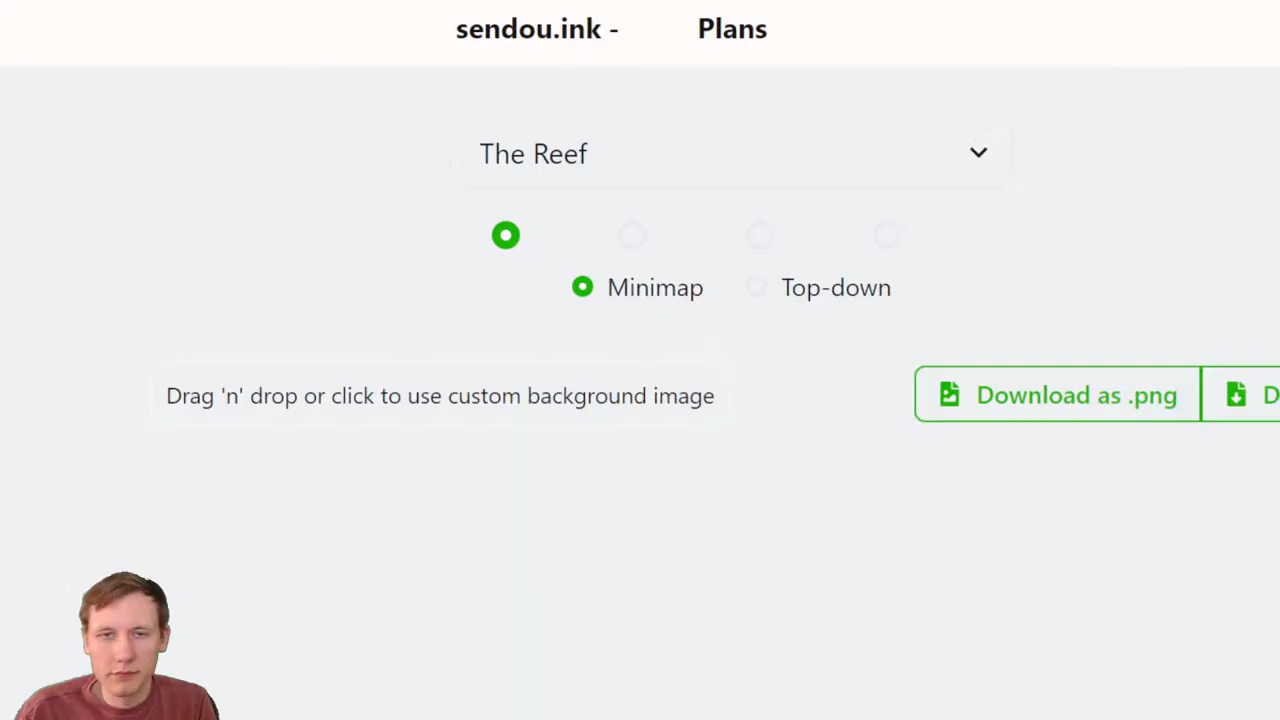 sendou.ink - Plans
The Reef
Minimap Top-down
Drag 'n' drop or click to use custom background image
Download as .png D